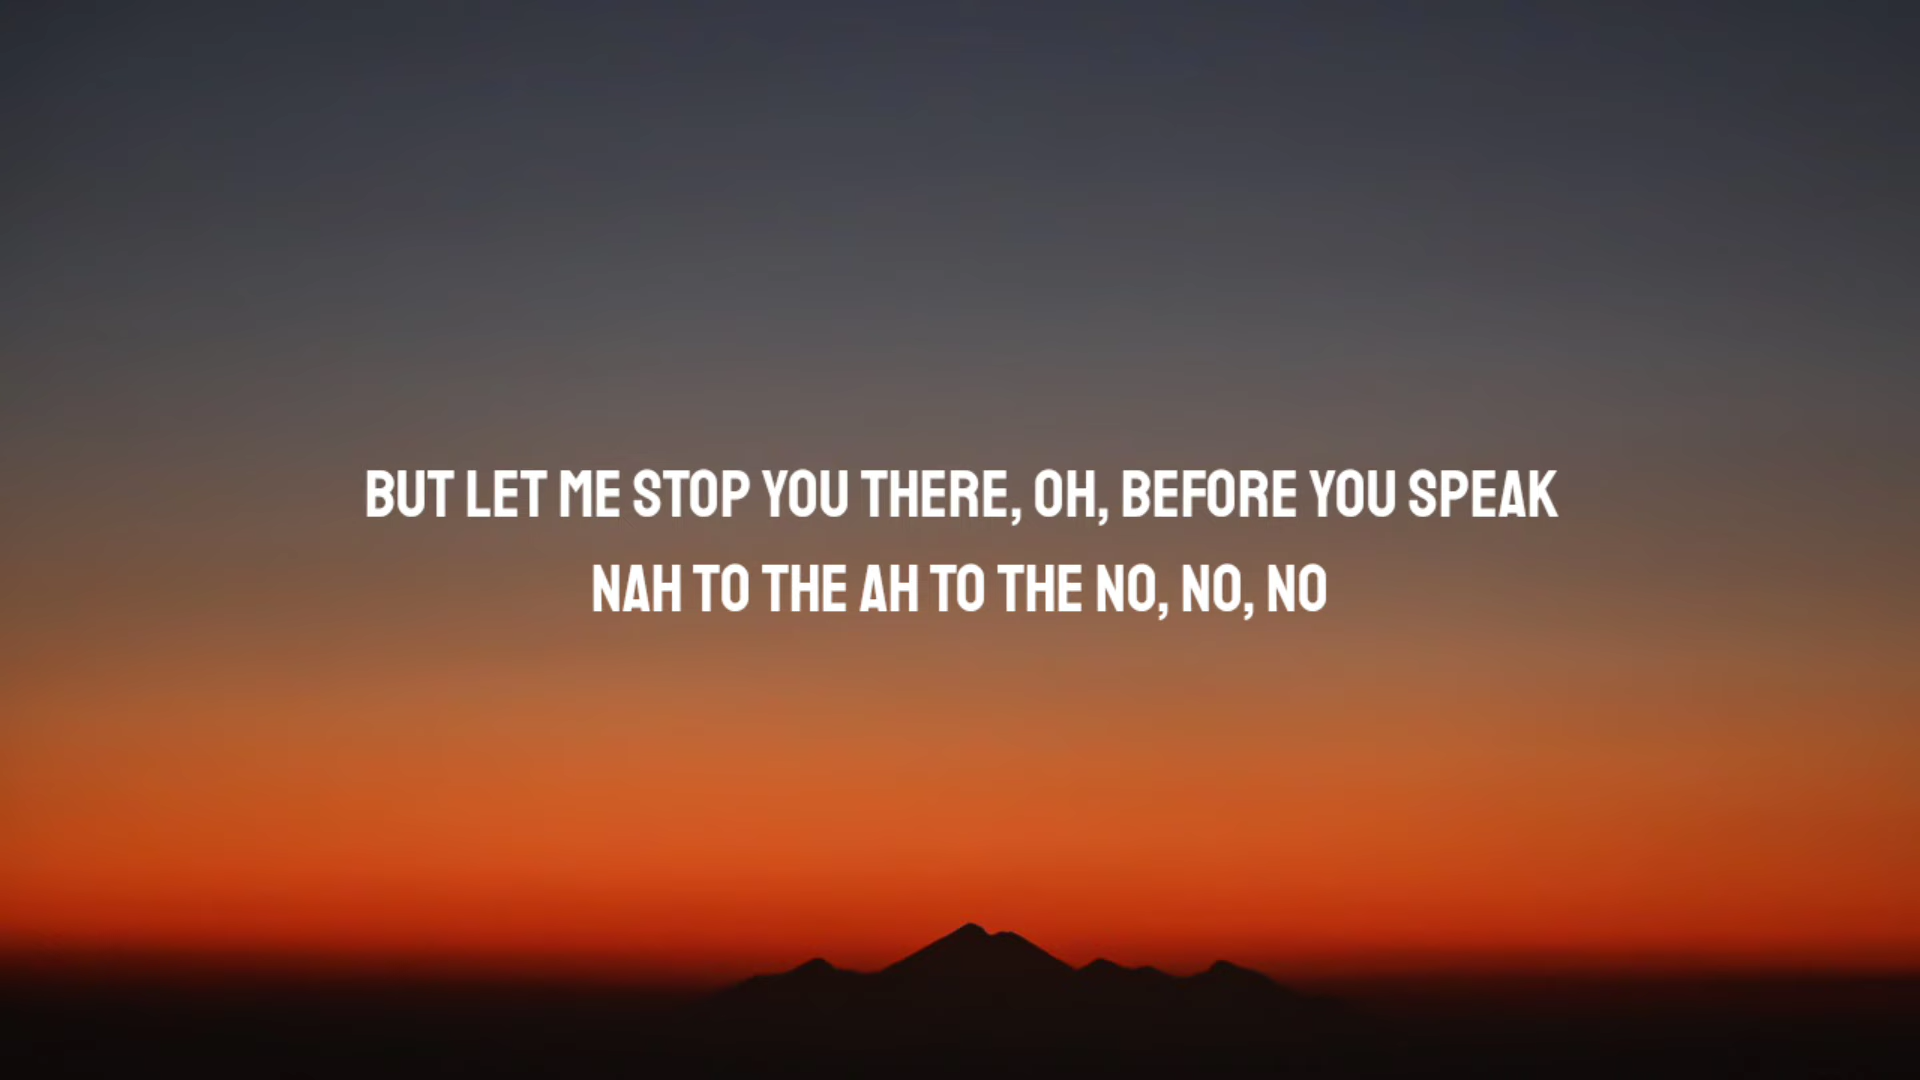 BUT LET ME STOP YOU THERE, OH, BEFORE YOU SPEAK
NAH TO THE AH TO THE NO, NO, NO